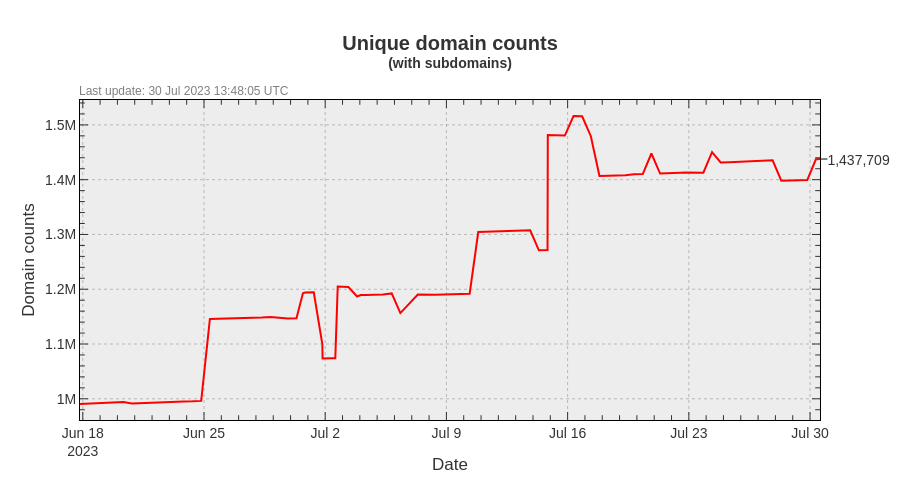 Unique domain counts
(with subdomains)
Last update: 30 Jul 2023 13:48:05 UTC
1.5M
1.4M
1.3M
1.2M
1.1M
1M
Domain counts
1,437,709
Jun 18 Jun 25 Jul 2 Jul 9 Jul 16 Jul 23 Jul 30
2023
Date